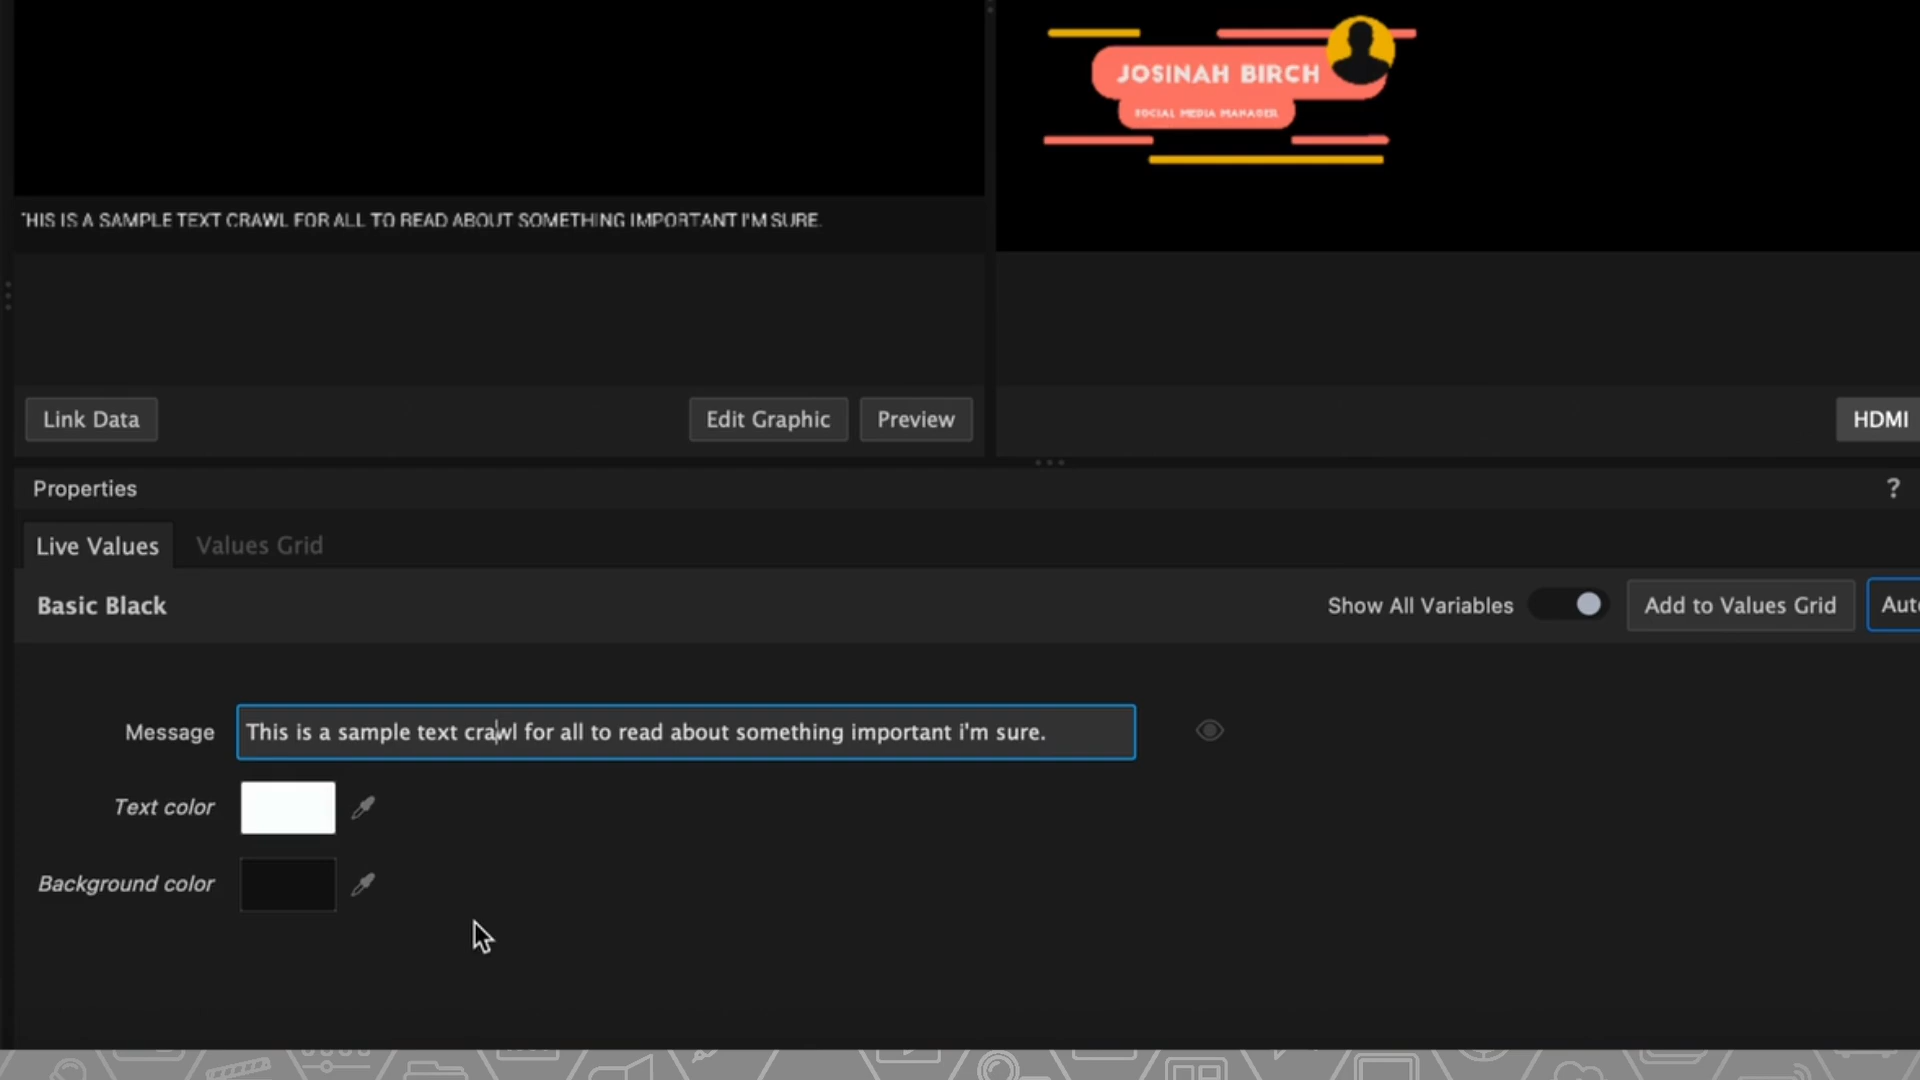 JOSINAH BIRCH
SOCIAL MEDIA MANAGER
THIS IS A SAMPLE TEXT CRAWL FOR ALL TO READ ABOUT SOMETHING IMPORTANT I'M SURE.
Link Data
Edit Graphic
Preview
HDMI
Properties
?
Live Values
Values Grid
Basic Black
Show All Variables
Add to Values Grid
Auto
Message
This is a sample text crawl for all to read about something important i'm sure.
Text color
Background color